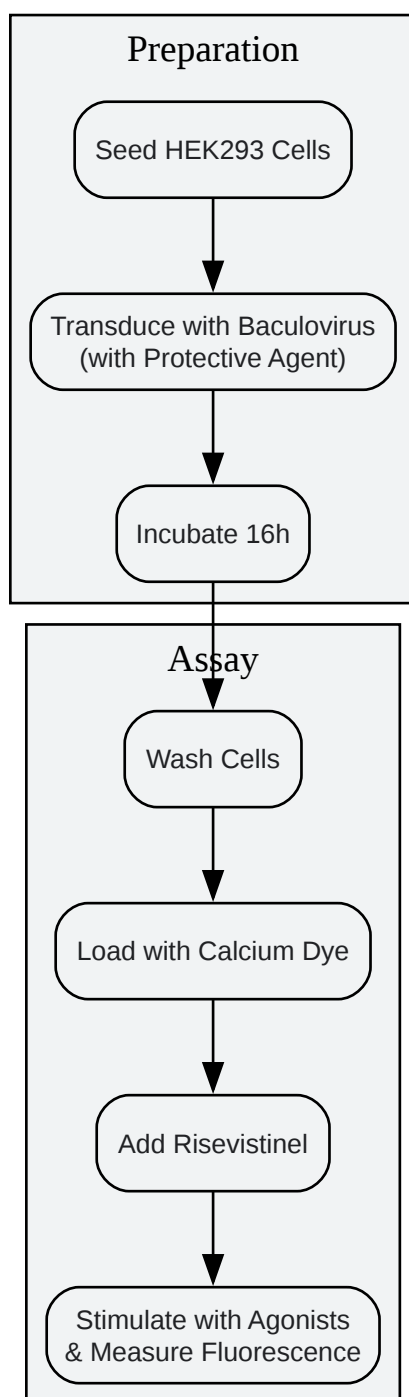 Preparation
Seed HEK293 Cells
Transduce with Baculovirus
(with Protective Agent)
Incubate 16h
Assay
Wash Cells
Load with Calcium Dye
Add Risevistinel
Stimulate with Agonists
& Measure Fluorescence